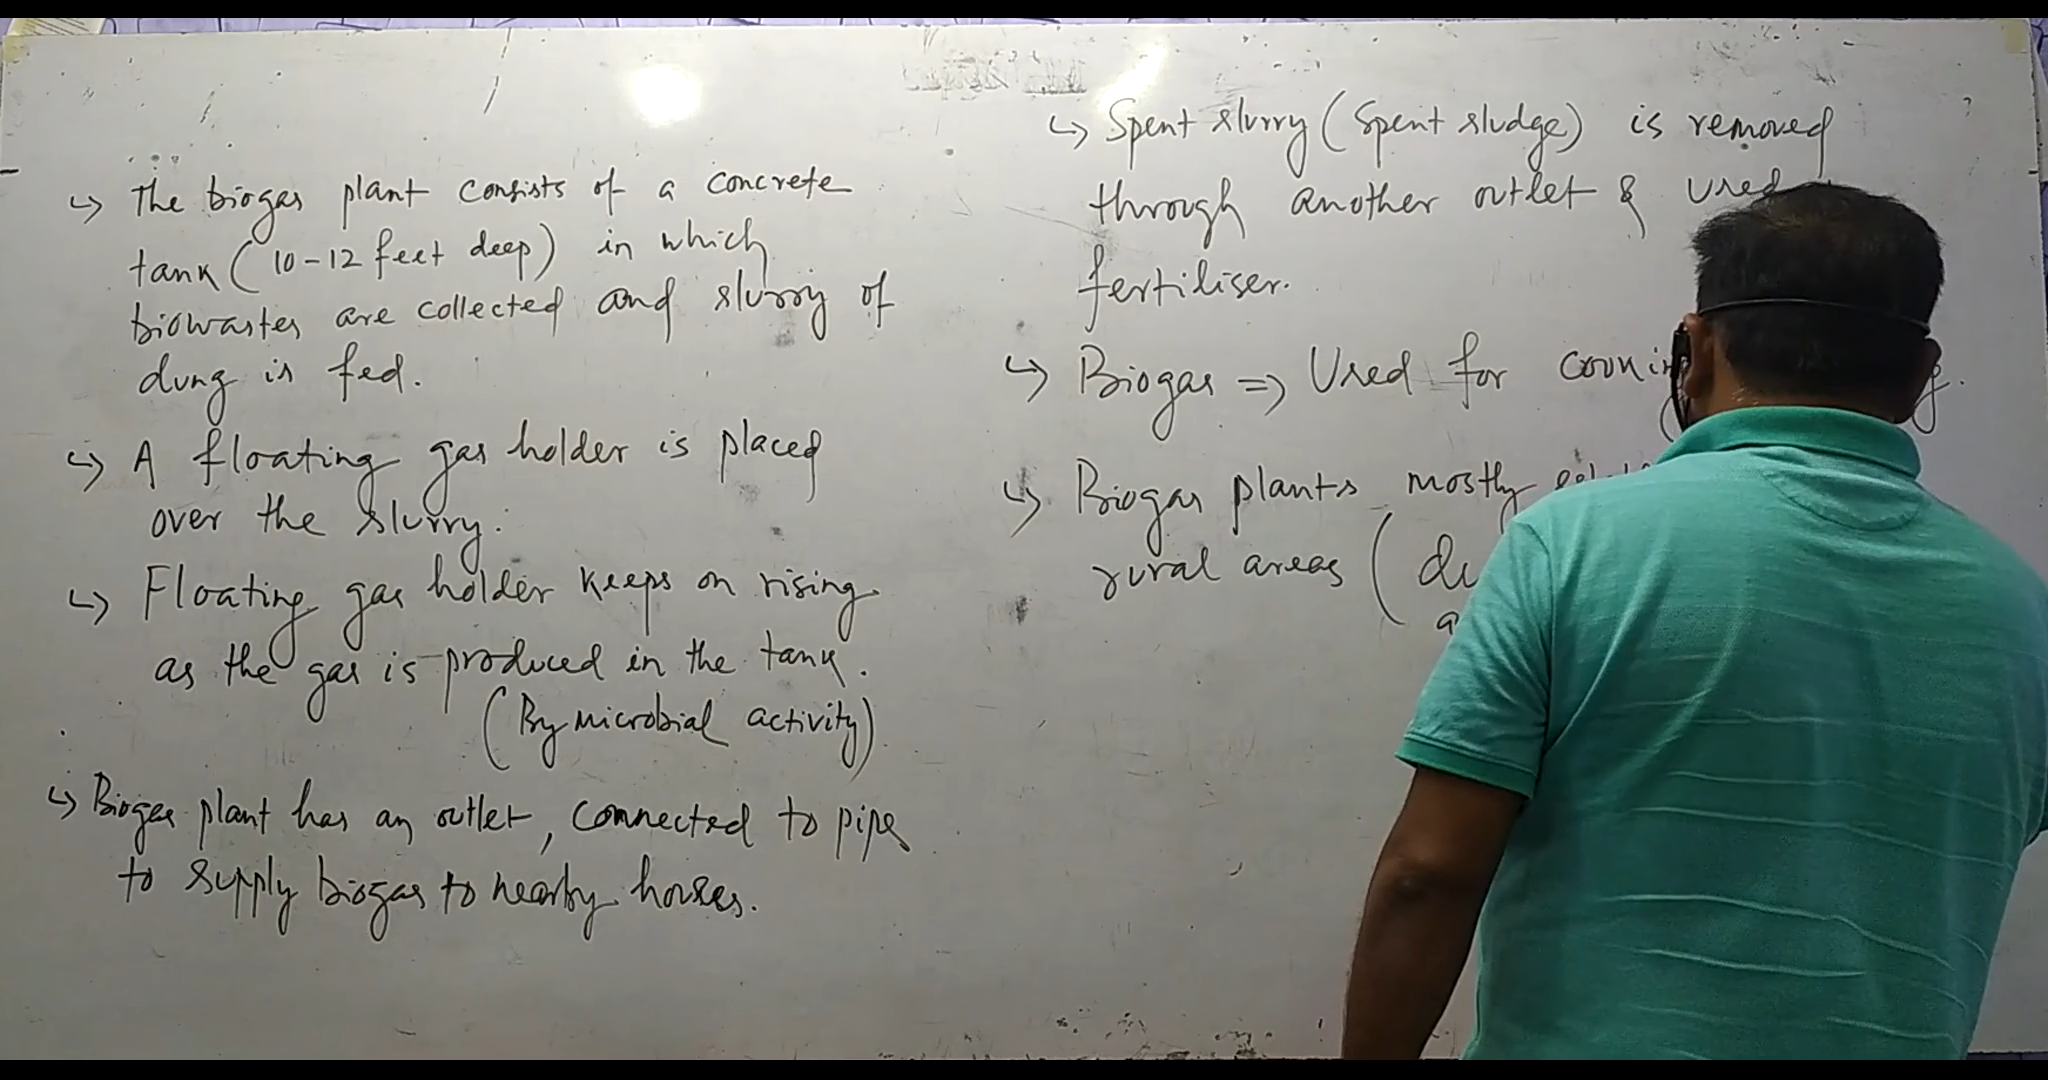 ↳ The biogas plant consists of a concrete
tank (10-12 feet deep) in which
biowastes are collected and slurry of
dung is fed.
↳ A floating gas holder is placed
over the slurry.
↳ Floating gas holder keeps on rising
as the gas is produced in the tank.
(By microbial activity)
↳ Biogas plant has an outlet, connected to pipe
to supply biogas to nearby houses.
↳ Spent slurry (Spent sludge) is removed
through another outlet & used
fertiliser.
↳ Biogas => Used for
↳ Biogas plants mostly
rural areas (